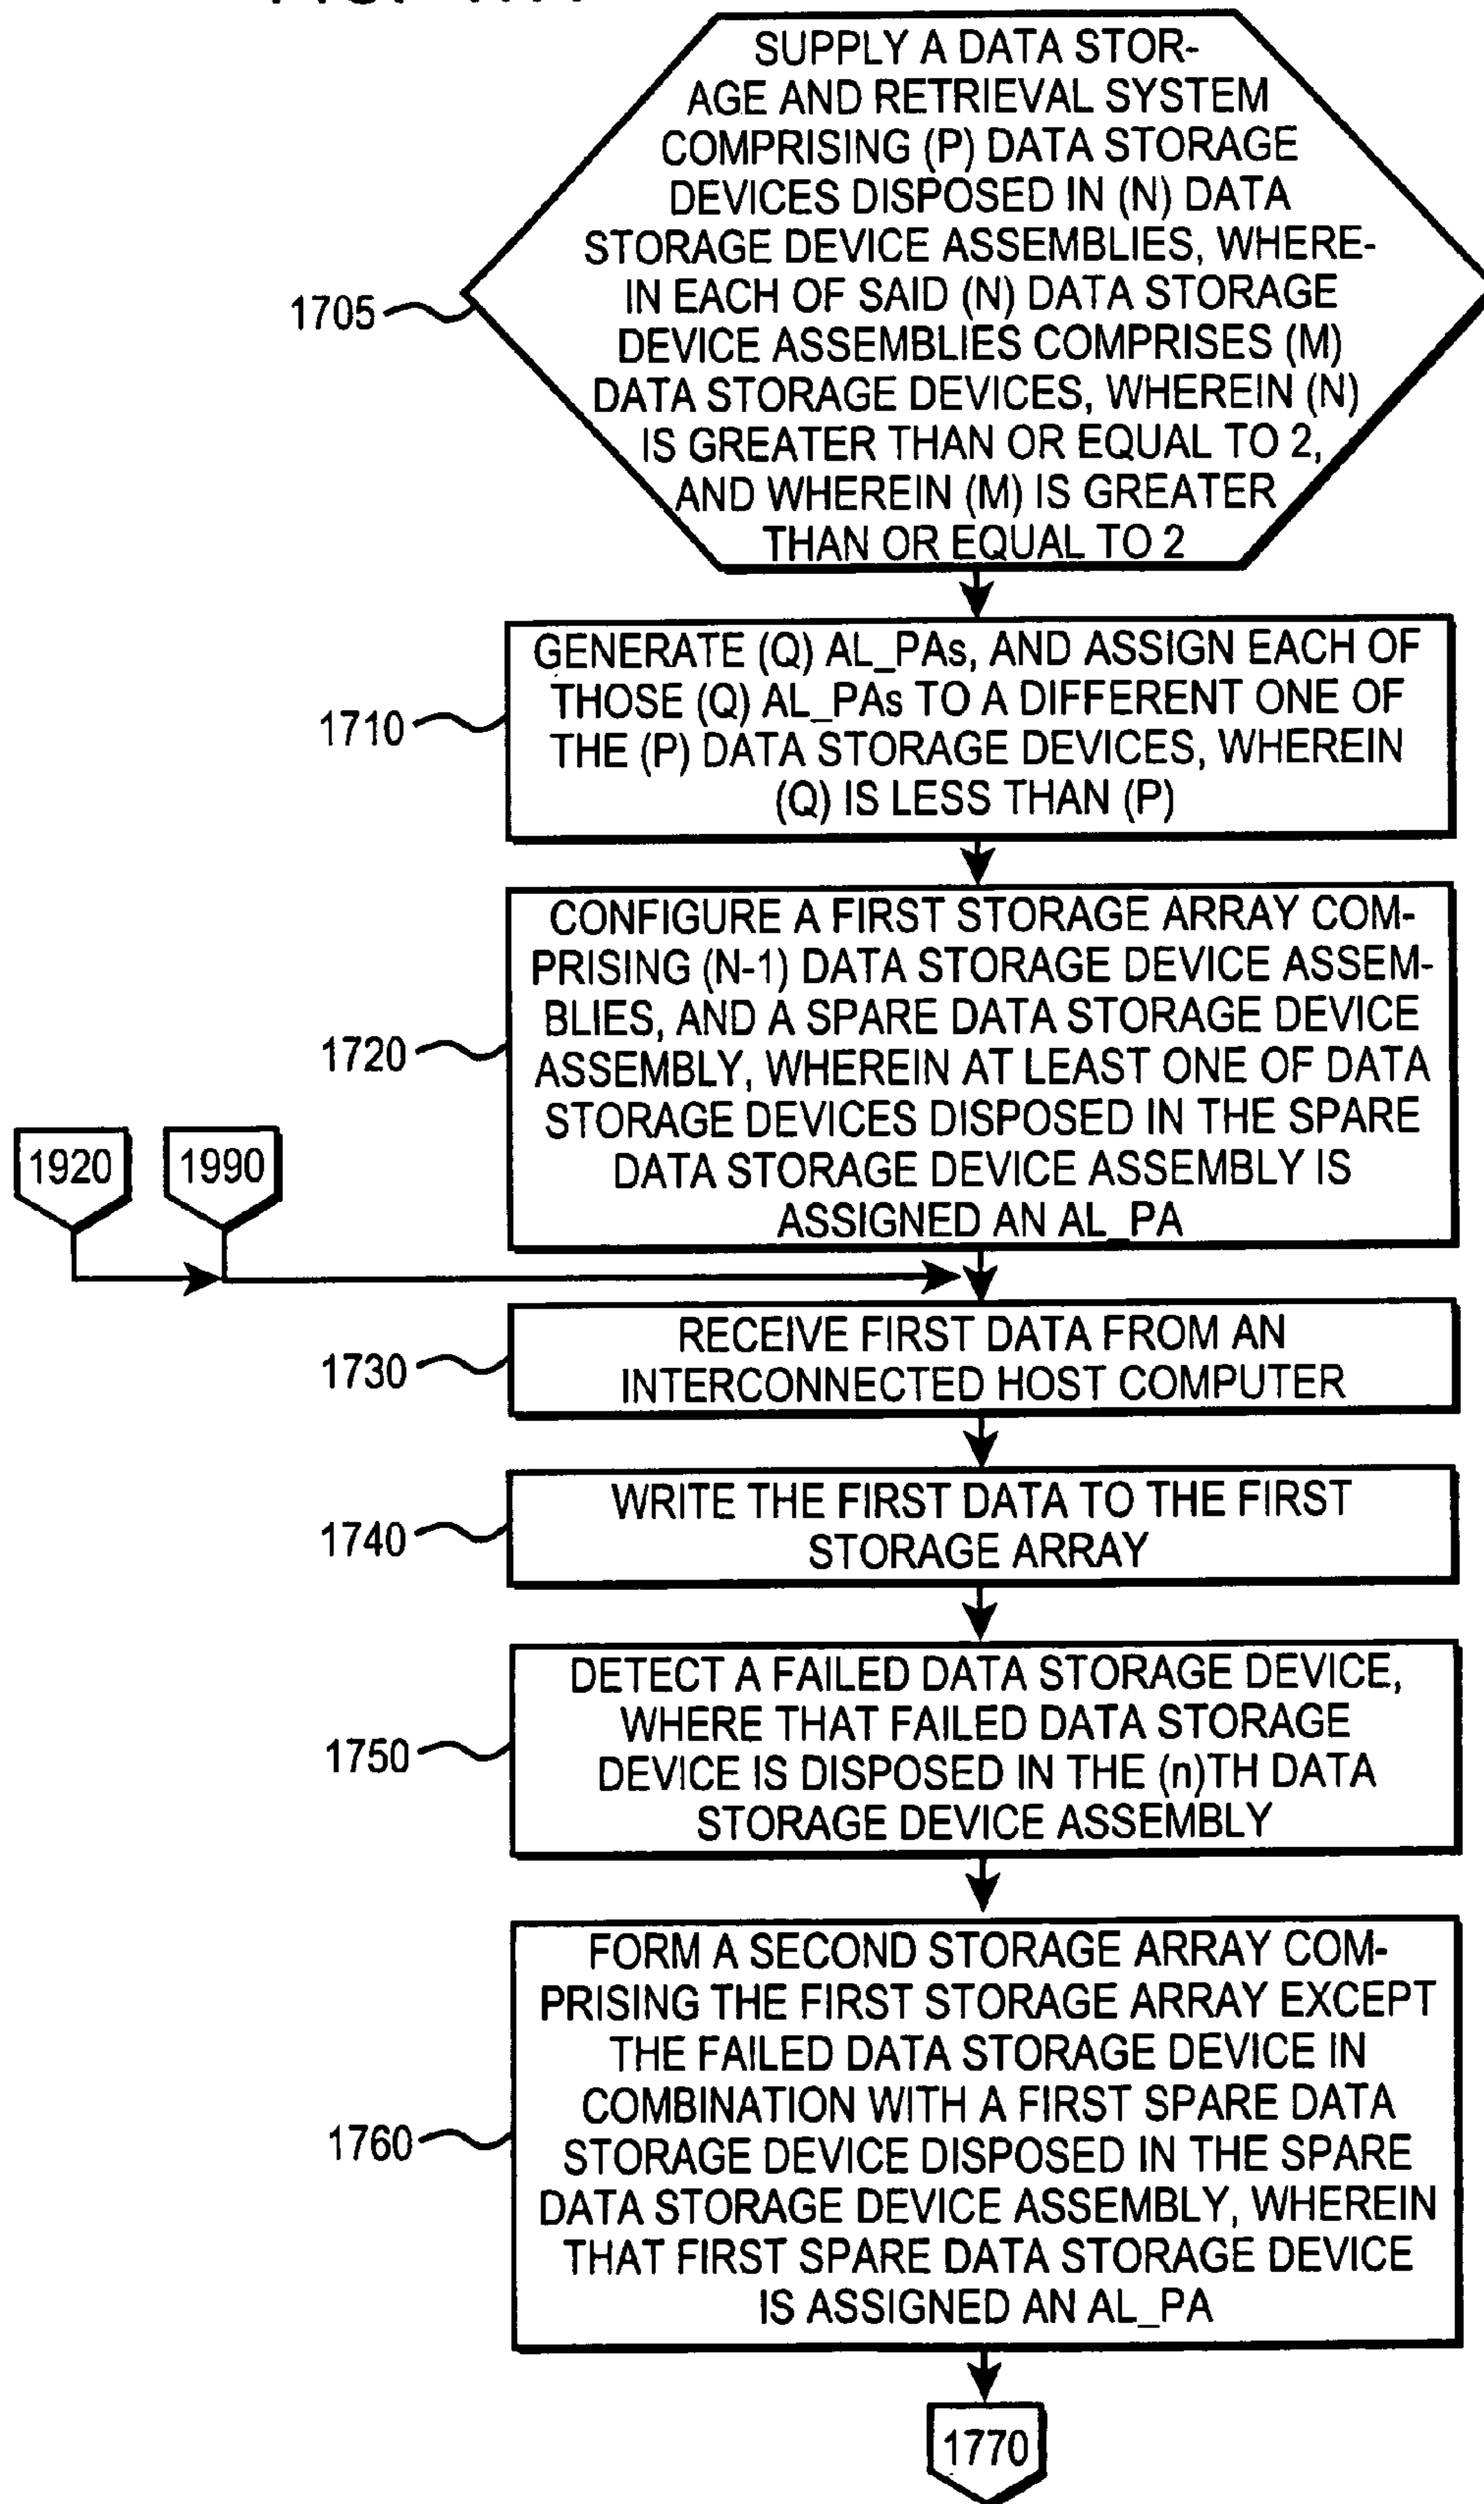 SUPPLY A DATA STOR-
AGE AND RETRIEVAL SYSTEM
COMPRISING (P) DATA STORAGE
DEVICES DISPOSED IN (N) DATA
STORAGE DEVICE ASSEMBLIES, WHERE-
IN EACH OF SAID (N) DATA STORAGE
DEVICE ASSEMBLIES COMPRISES (M)
DATA STORAGE DEVICES, WHEREIN (N)
IS GREATER THAN OR EQUAL TO 2,
AND WHEREIN (M) IS GREATER
THAN OR EQUAL TO 2
1705
GENERATE (Q) AL_PAs, AND ASSIGN EACH OF
THOSE (Q) AL_PAs TO A DIFFERENT ONE OF
THE (P) DATA STORAGE DEVICES, WHEREIN
(Q) IS LESS THAN (P)
1710
CONFIGURE A FIRST STORAGE ARRAY COM-
PRISING (N-1) DATA STORAGE DEVICE ASSEM-
BLIES, AND A SPARE DATA STORAGE DEVICE
ASSEMBLY, WHEREIN AT LEAST ONE OF DATA
STORAGE DEVICES DISPOSED IN THE SPARE
DATA STORAGE DEVICE ASSEMBLY IS
ASSIGNED AN AL_PA
1720
1920
1990
RECEIVE FIRST DATA FROM AN
INTERCONNECTED HOST COMPUTER
1730
WRITE THE FIRST DATA TO THE FIRST
STORAGE ARRAY
1740
DETECT A FAILED DATA STORAGE DEVICE,
WHERE THAT FAILED DATA STORAGE
DEVICE IS DISPOSED IN THE (n)TH DATA
STORAGE DEVICE ASSEMBLY
1750
FORM A SECOND STORAGE ARRAY COM-
PRISING THE FIRST STORAGE ARRAY EXCEPT
THE FAILED DATA STORAGE DEVICE IN
COMBINATION WITH A FIRST SPARE DATA
STORAGE DEVICE DISPOSED IN THE SPARE
DATA STORAGE DEVICE ASSEMBLY, WHEREIN
THAT FIRST SPARE DATA STORAGE DEVICE
IS ASSIGNED AN AL_PA
1760
1770